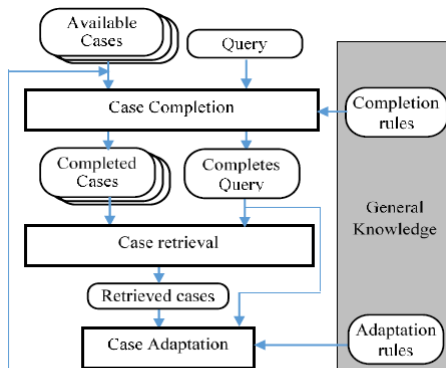 Available
Cases
Query
Case Completion
Completion
rules
Completed
Cases
Completes
Query
General
Knowledge
Case retrieval
Retrieved cases
Case Adaptation
Adaptation
rules